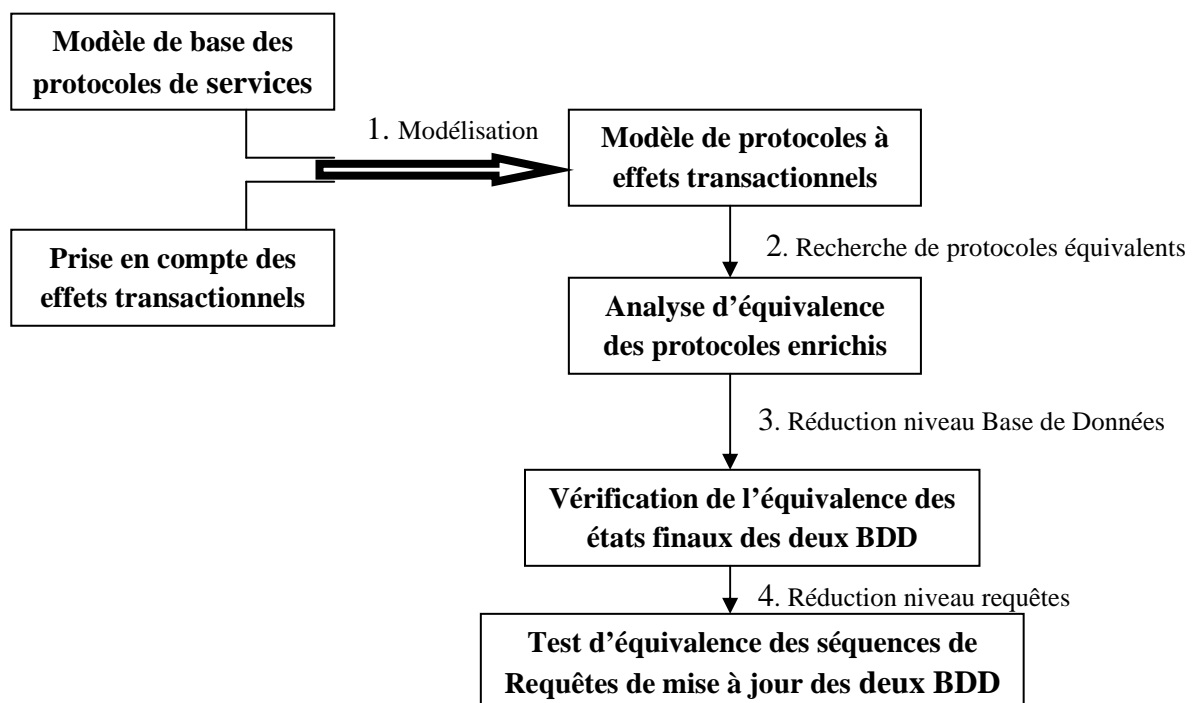 Modèle de base des
protocoles de services
1. Modélisation
Modèle de protocoles à
effets transactionnels
Prise en compte des
effets transactionnels
2. Recherche de protocoles équivalents
Analyse d’équivalence
des protocoles enrichis
3. Réduction niveau Base de Données
Vérification de l’équivalence des
états finaux des deux BDD
4. Réduction niveau requêtes
Test d’équivalence des séquences de
Requêtes de mise à jour des deux BDD